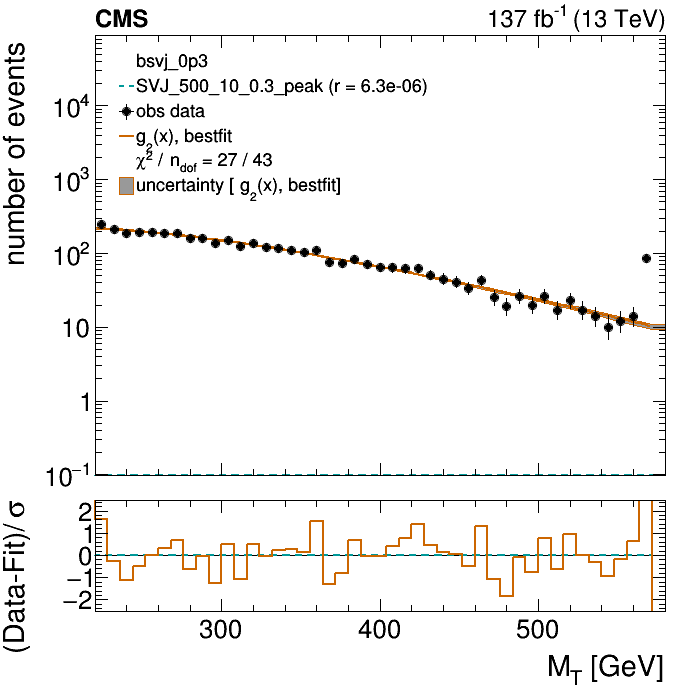 CMS 137 fb⁻¹ (13 TeV)
bsvj_0p3
SVJ_500_10_0.3_peak (r = 6.3e-06)
obs data
g₂(x), bestfit
χ² / n_dof = 27 / 43
uncertainty [ g₂(x), bestfit]
number of events
10⁴
10³
10²
10
1
10⁻¹
(Data-Fit)/σ
2
1
0
−1
−2
300 400 500
M_T [GeV]